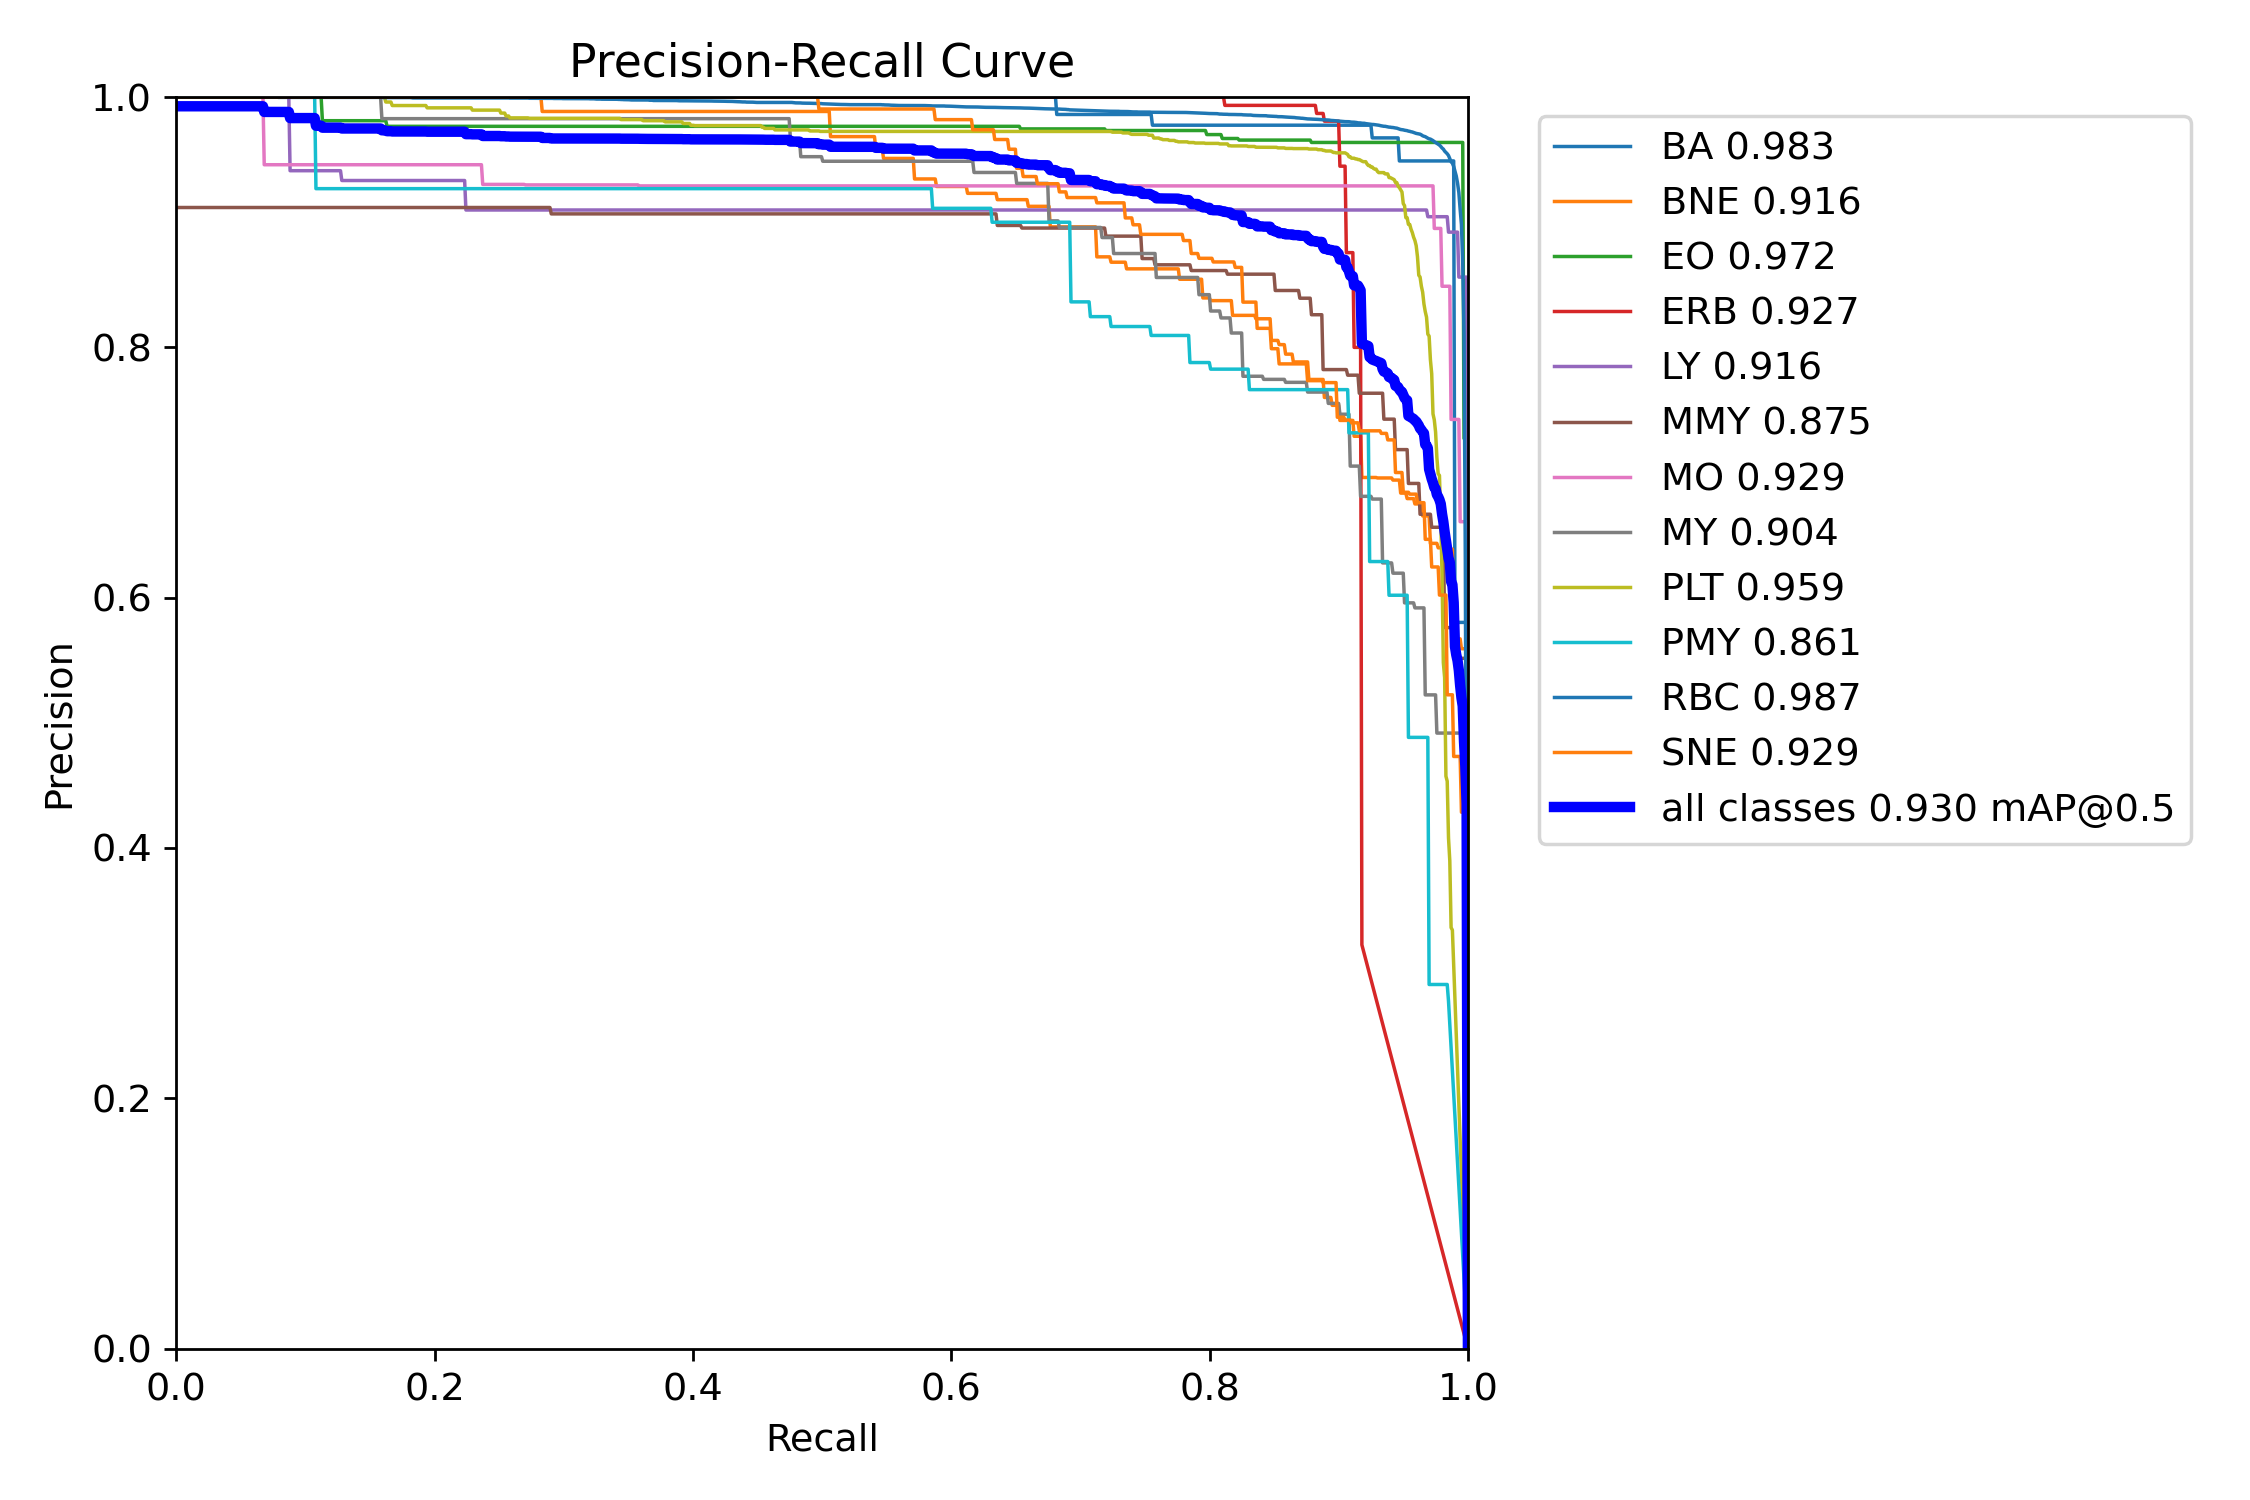 Precision-Recall Curve
1.0
0.8
0.6
0.4
0.2
0.0
Precision
0.0 0.2 0.4 0.6 0.8 1.0
Recall
BA 0.983
BNE 0.916
EO 0.972
ERB 0.927
LY 0.916
MMY 0.875
MO 0.929
MY 0.904
PLT 0.959
PMY 0.861
RBC 0.987
SNE 0.929
all classes 0.930 mAP@0.5